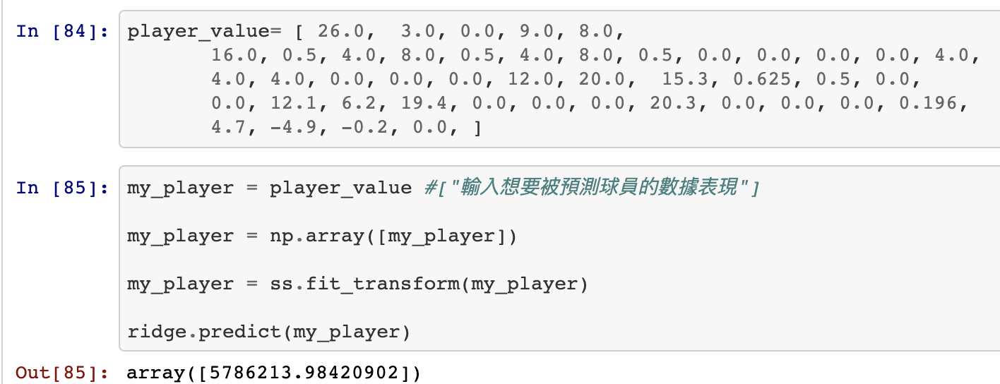 In [84]: player_value= [ 26.0,  3.0, 0.0, 9.0, 8.0,
16.0, 0.5, 4.0, 8.0, 0.5, 4.0, 8.0, 0.5, 0.0, 0.0, 0.0, 0.0, 4.0,
4.0, 4.0, 0.0, 0.0, 0.0, 12.0, 20.0,  15.3, 0.625, 0.5, 0.0,
0.0, 12.1, 6.2, 19.4, 0.0, 0.0, 0.0, 20.3, 0.0, 0.0, 0.0, 0.196,
4.7, -4.9, -0.2, 0.0, ]
In [85]: my_player = player_value #["輸入想要被預測球員的數據表現"]
my_player = np.array([my_player])
my_player = ss.fit_transform(my_player)
ridge.predict(my_player)
Out[85]: array([5786213.98420902])